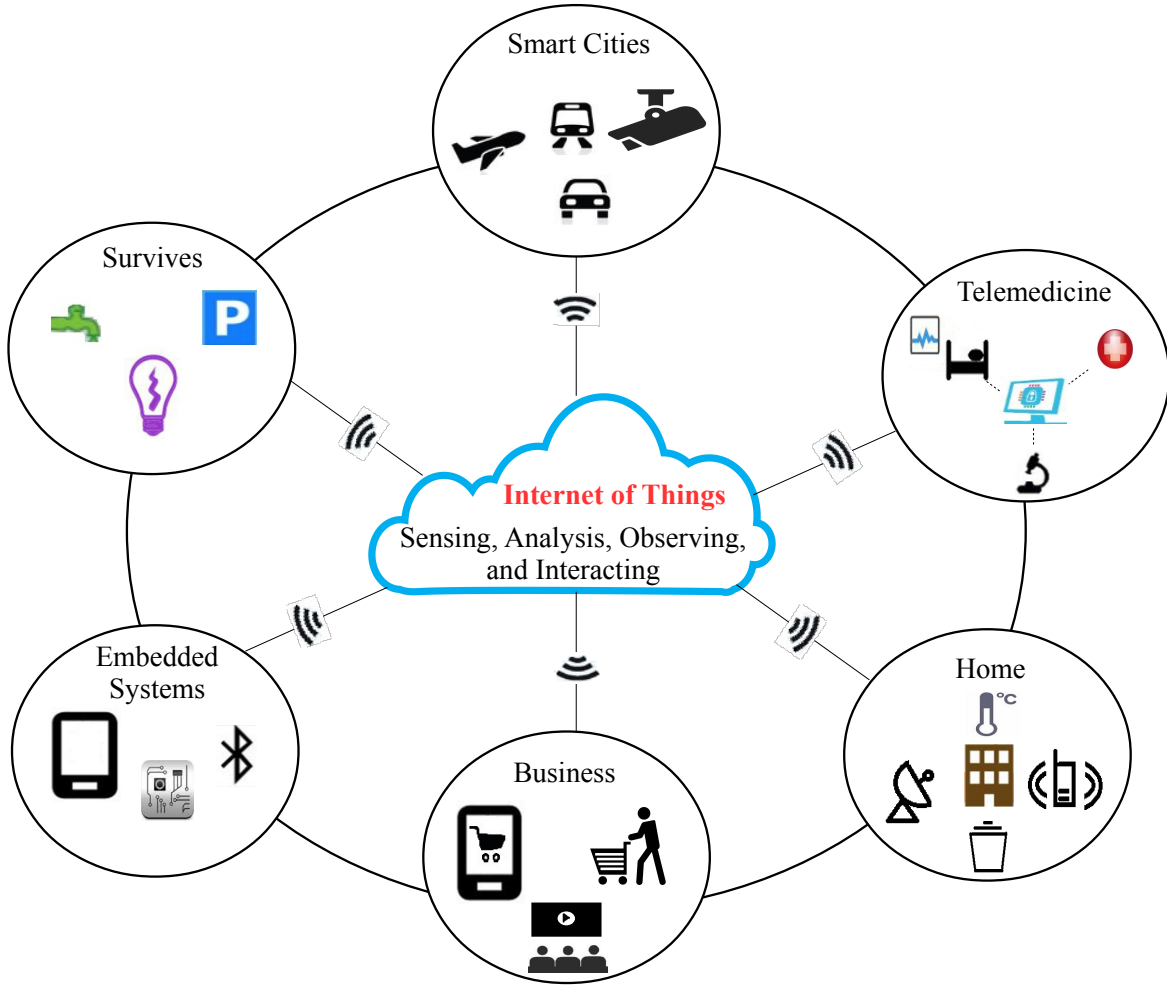 Smart Cities
Survives
P
Telemedicine
Internet of Things
Sensing, Analysis, Observing,
and Interacting
Embedded
Systems
Home
°C
Business